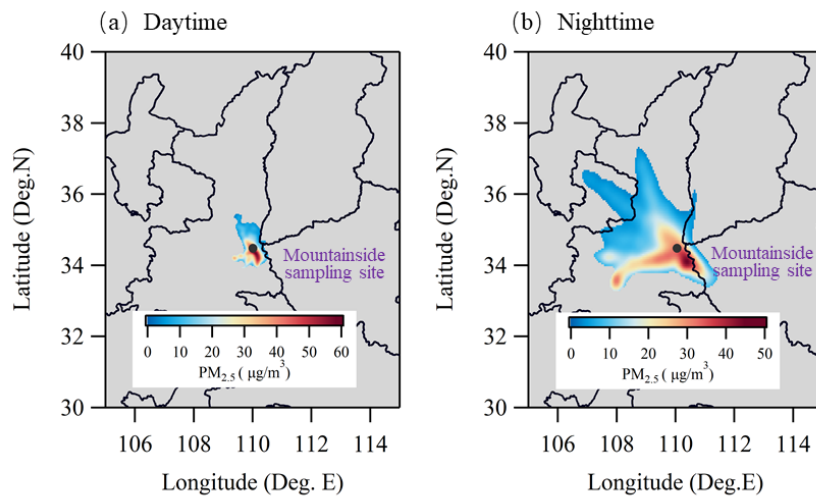 (a) Daytime
(b) Nighttime
40
38
36
34
32
30
Latitude (Deg.N)
Mountainside
sampling site
0 10 20 30 40 50 60
PM2.5 ( μg/m3)
106 108 110 112 114
Longitude (Deg. E)
40
38
36
34
32
30
Latitude (Deg.N)
Mountainside
sampling site
0 10 20 30 40 50
PM2.5 ( μg/m3)
106 108 110 112 114
Longitude (Deg.E)